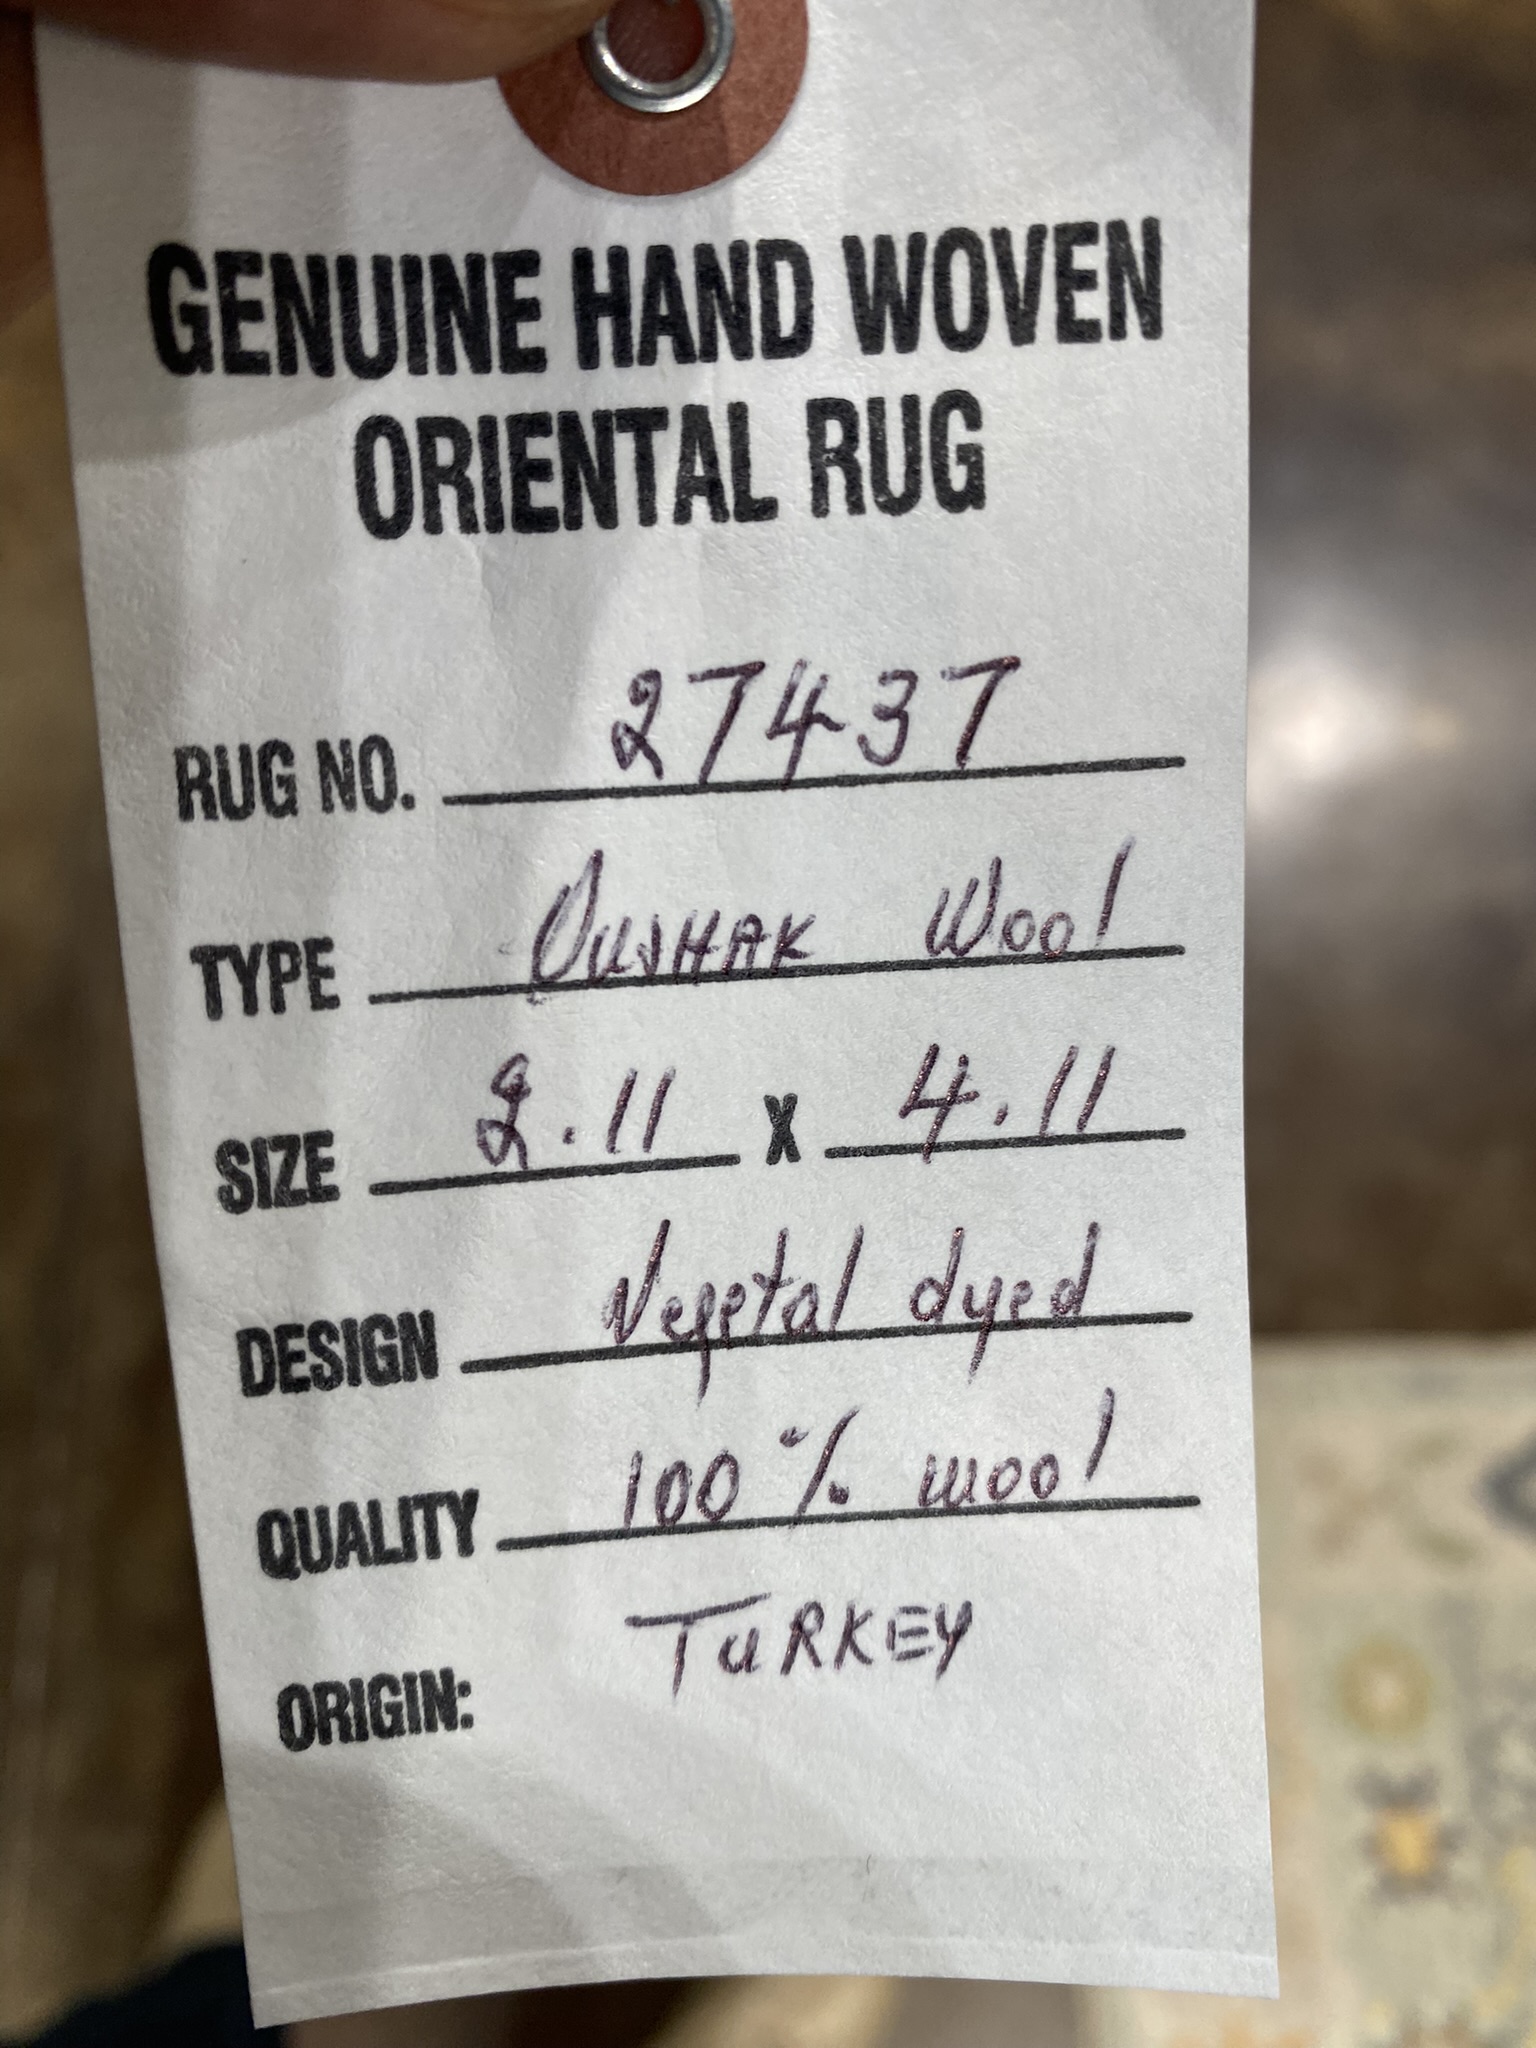 GENUINE HAND WOVEN
ORIENTAL RUG
RUG NO. 27437
TYPE OUSHAK Wool
SIZE 2.11 X 4.11
DESIGN Vegetal dyed
QUALITY 100% wool
ORIGIN: TURKEY